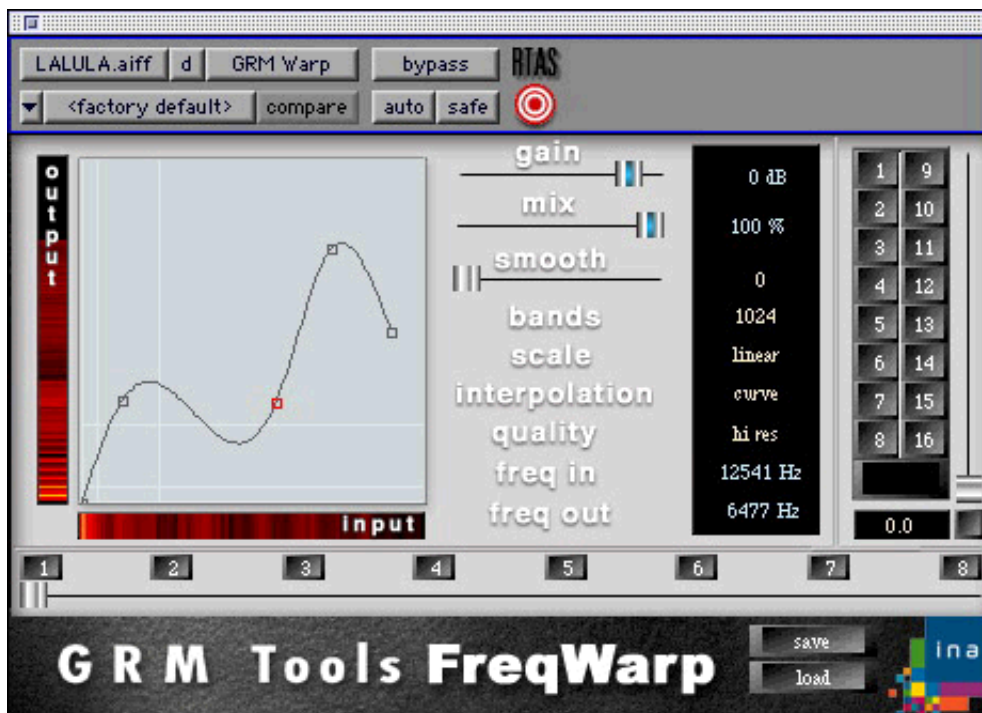 LALULA.aiff d GRM Warp bypass RTAS
<factory default> compare auto safe
output
input
gain 0 dB
mix 100 %
smooth 0
bands 1024
scale linear
interpolation curve
quality hi res
freq in 12541 Hz
freq out 6477 Hz
1 9
2 10
3 11
4 12
5 13
6 14
7 15
8 16
0.0
1 2 3 4 5 6 7 8
GRM Tools FreqWarp
save
load
ina